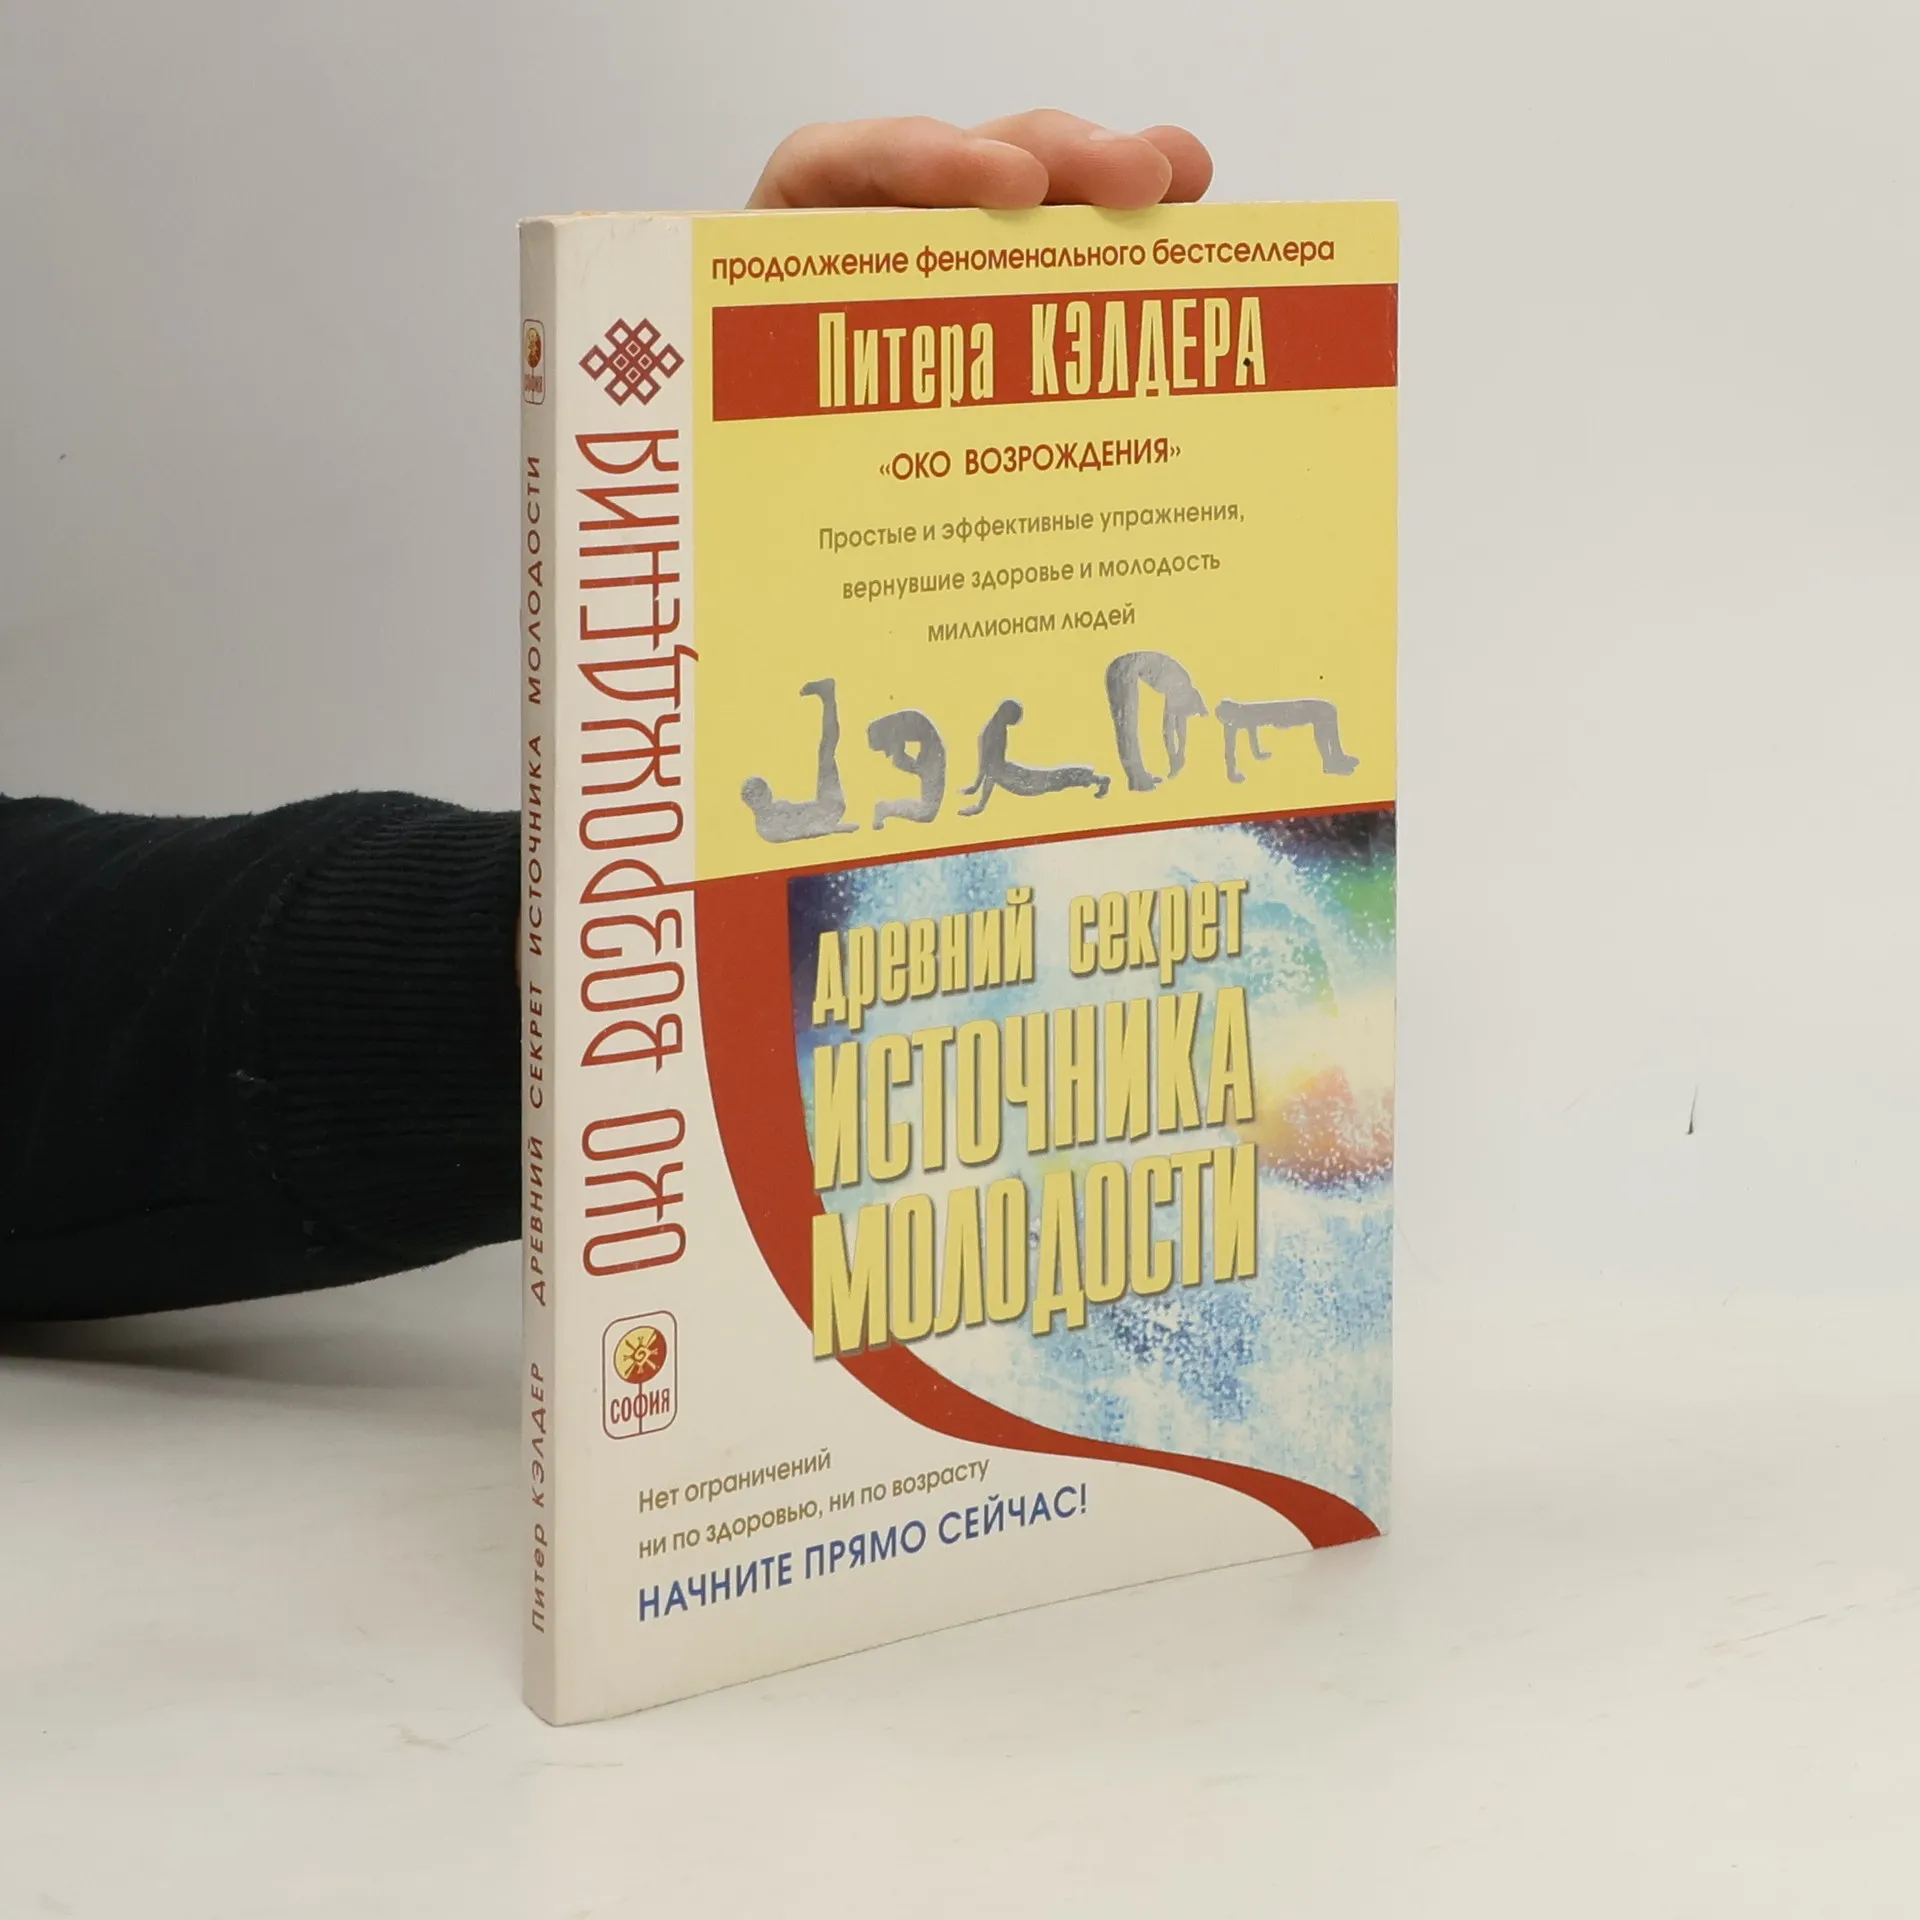 продолжение феноменального бестселлера
Питера КЭЛДЕРА
«ОКО ВОЗРОЖДЕНИЯ»
Простые и эффективные упражнения,
вернувшие здоровье и молодость
миллионам людей
древний секрет
ИСТОЧНИКА
МОЛОДОСТИ
ОКО ВОЗРОЖДЕНИЯ
СОФИЯ
Нет ограничений
ни по здоровью, ни по возрасту
НАЧНИТЕ ПРЯМО СЕЙЧАС!
Питер КЭЛДЕР ДРЕВНИЙ СЕКРЕТ ИСТОЧНИКА МОЛОДОСТИ
СОФИЯ